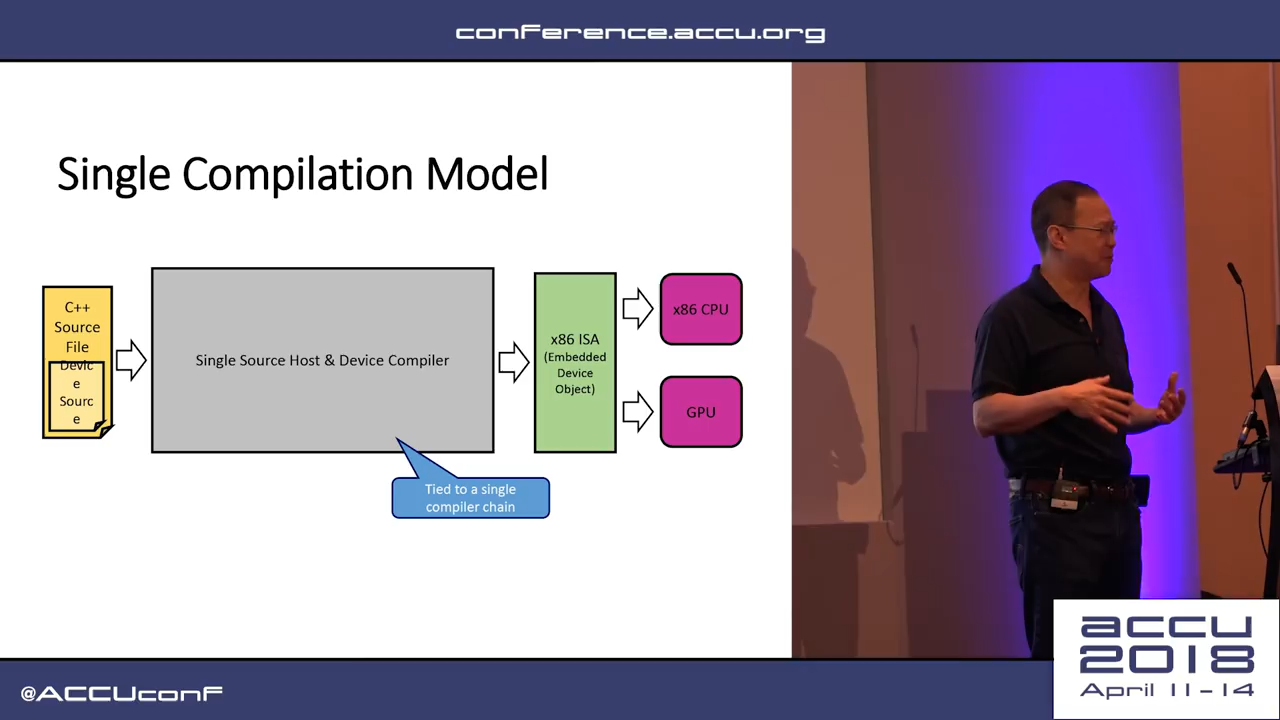 conference.accu.org
Single Compilation Model
C++
Source
File
Devic
e
Sourc
e
Single Source Host & Device Compiler
x86 ISA
(Embedded
Device
Object)
x86 CPU
GPU
Tied to a single
compiler chain
accu
2018
April 11-14
@ACCUconf